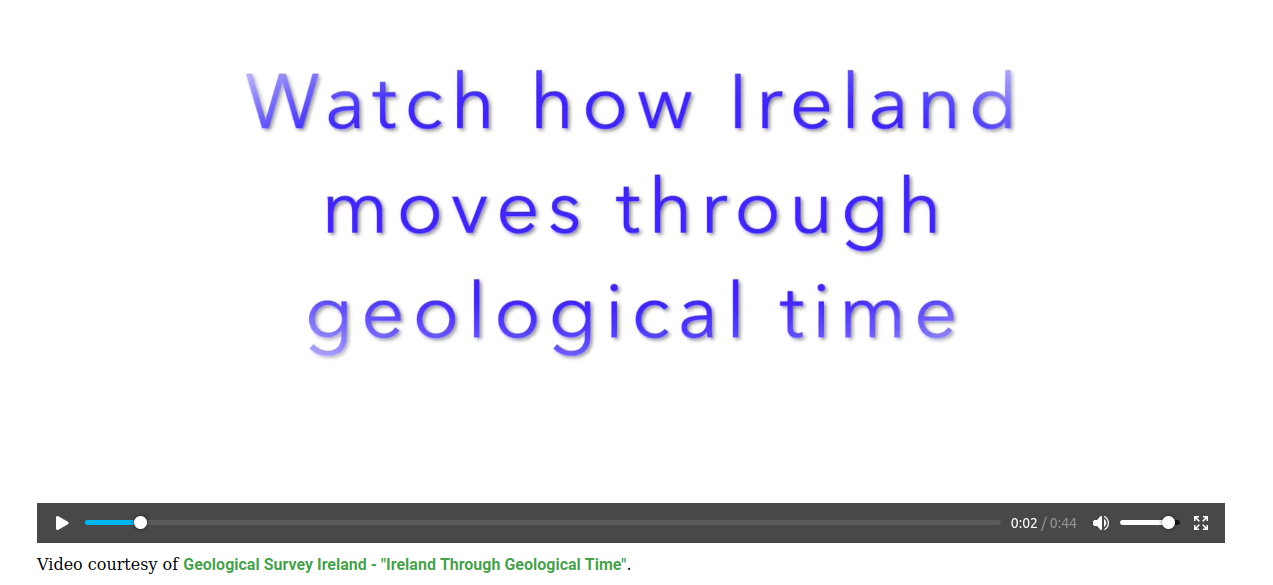 Watch how Ireland
moves through
geological time
0:02 / 0:44
Video courtesy of Geological Survey Ireland - "Ireland Through Geological Time".